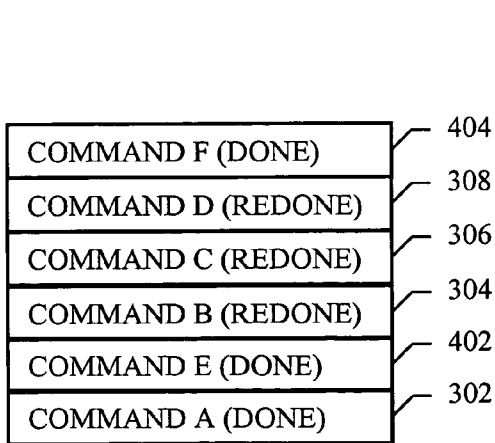 COMMAND F (DONE) 404
COMMAND D (REDONE) 308
COMMAND C (REDONE) 306
COMMAND B (REDONE) 304
COMMAND E (DONE) 402
COMMAND A (DONE) 302